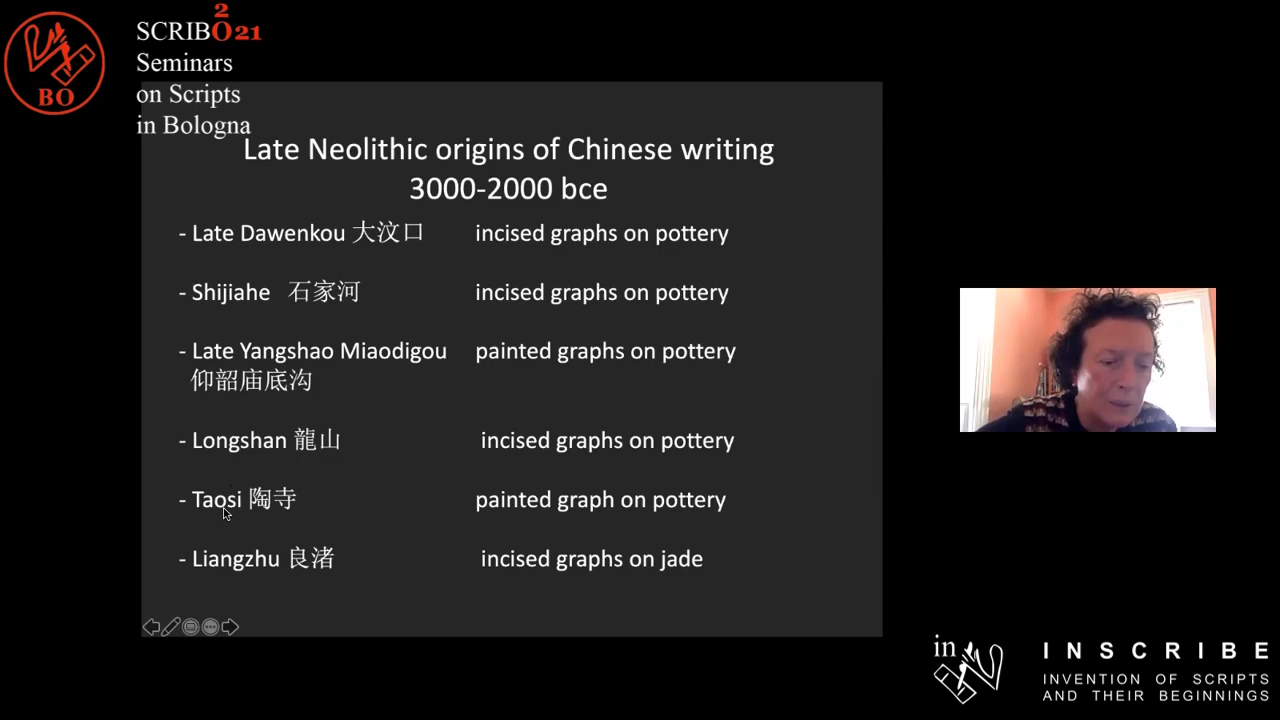 SCRIBO 2021
Seminars
on Scripts
in Bologna
BO
Late Neolithic origins of Chinese writing
3000-2000 bce
- Late Dawenkou 大汶口 incised graphs on pottery
- Shijiahe 石家河 incised graphs on pottery
- Late Yangshao Miaodigou painted graphs on pottery
仰韶庙底沟
- Longshan 龍山 incised graphs on pottery
- Taosi 陶寺 painted graph on pottery
- Liangzhu 良渚 incised graphs on jade
in
INSCRIBE
INVENTION OF SCRIPTS
AND THEIR BEGINNINGS